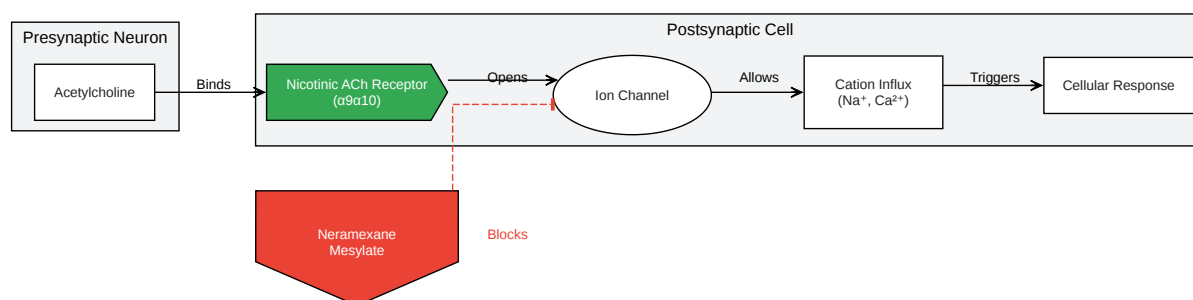 Presynaptic Neuron
Acetylcholine
Binds
Postsynaptic Cell
Nicotinic ACh Receptor
(α9α10)
Opens
Ion Channel
Allows
Cation Influx
(Na⁺, Ca²⁺)
Triggers
Cellular Response
Neramexane
Mesylate
Blocks